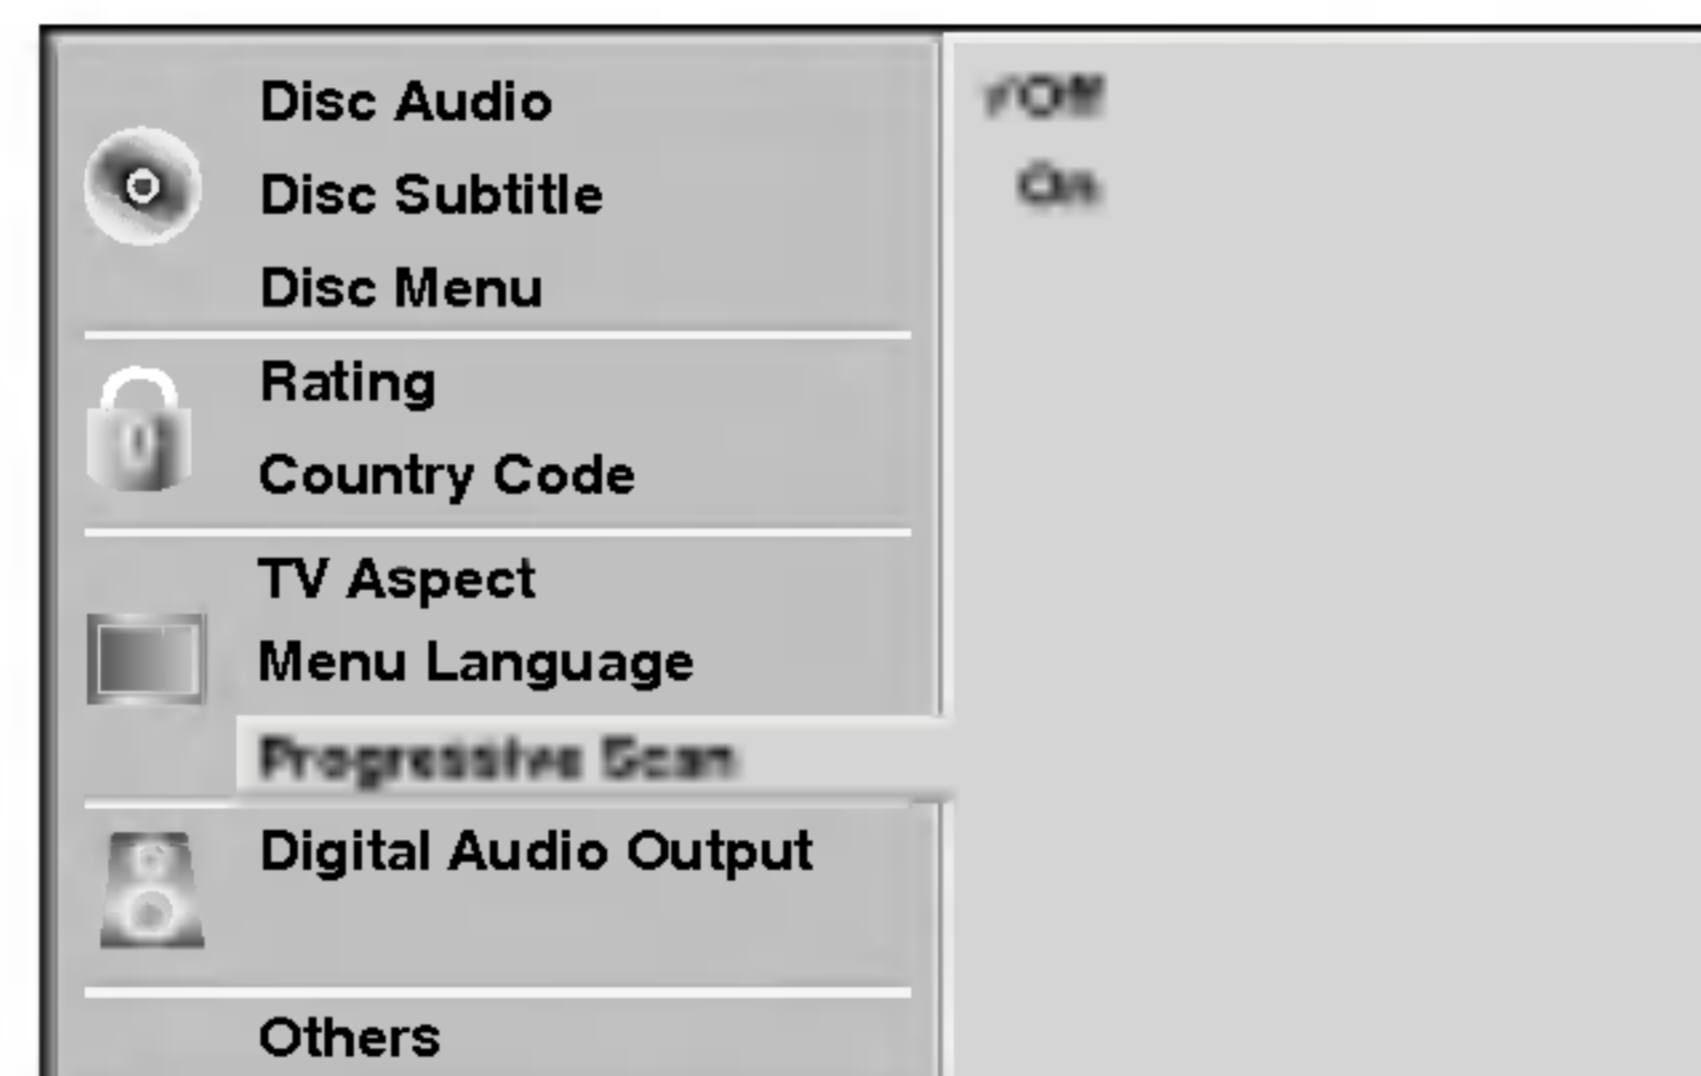 Disc Audio
Disc Subtitle
Disc Menu
Rating
Country Code
TV Aspect
Menu Language
Progressive Scan
Digital Audio Output
Others
✓Off
On